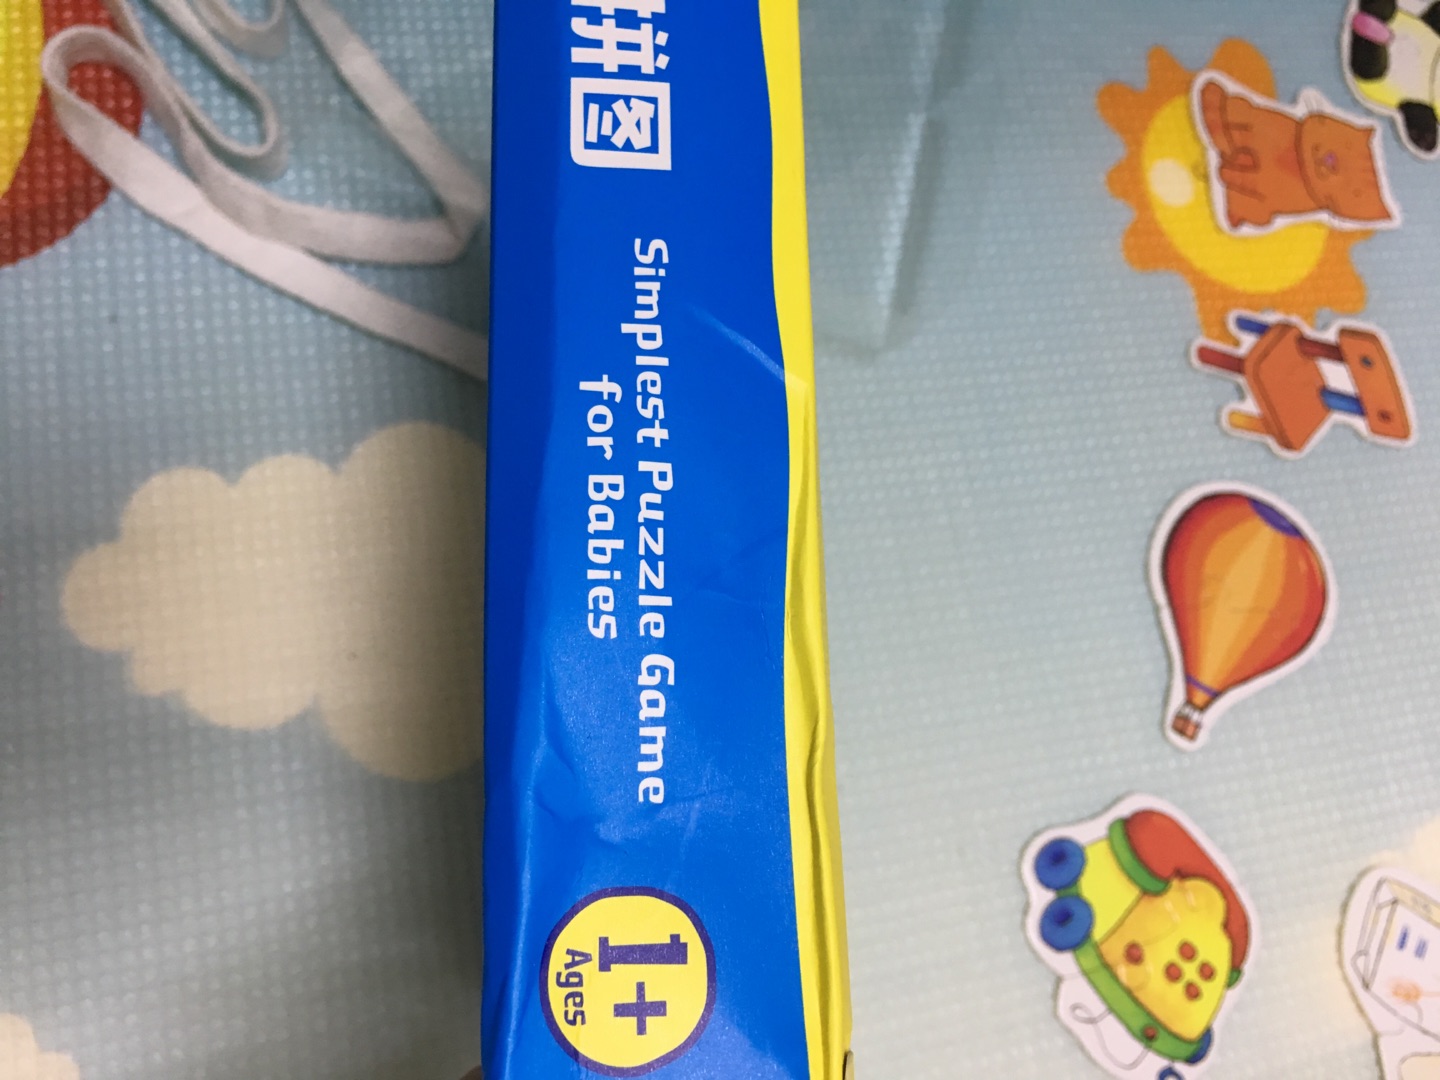 拼图
Simplest Puzzle Game
for Babies
1+
Ages